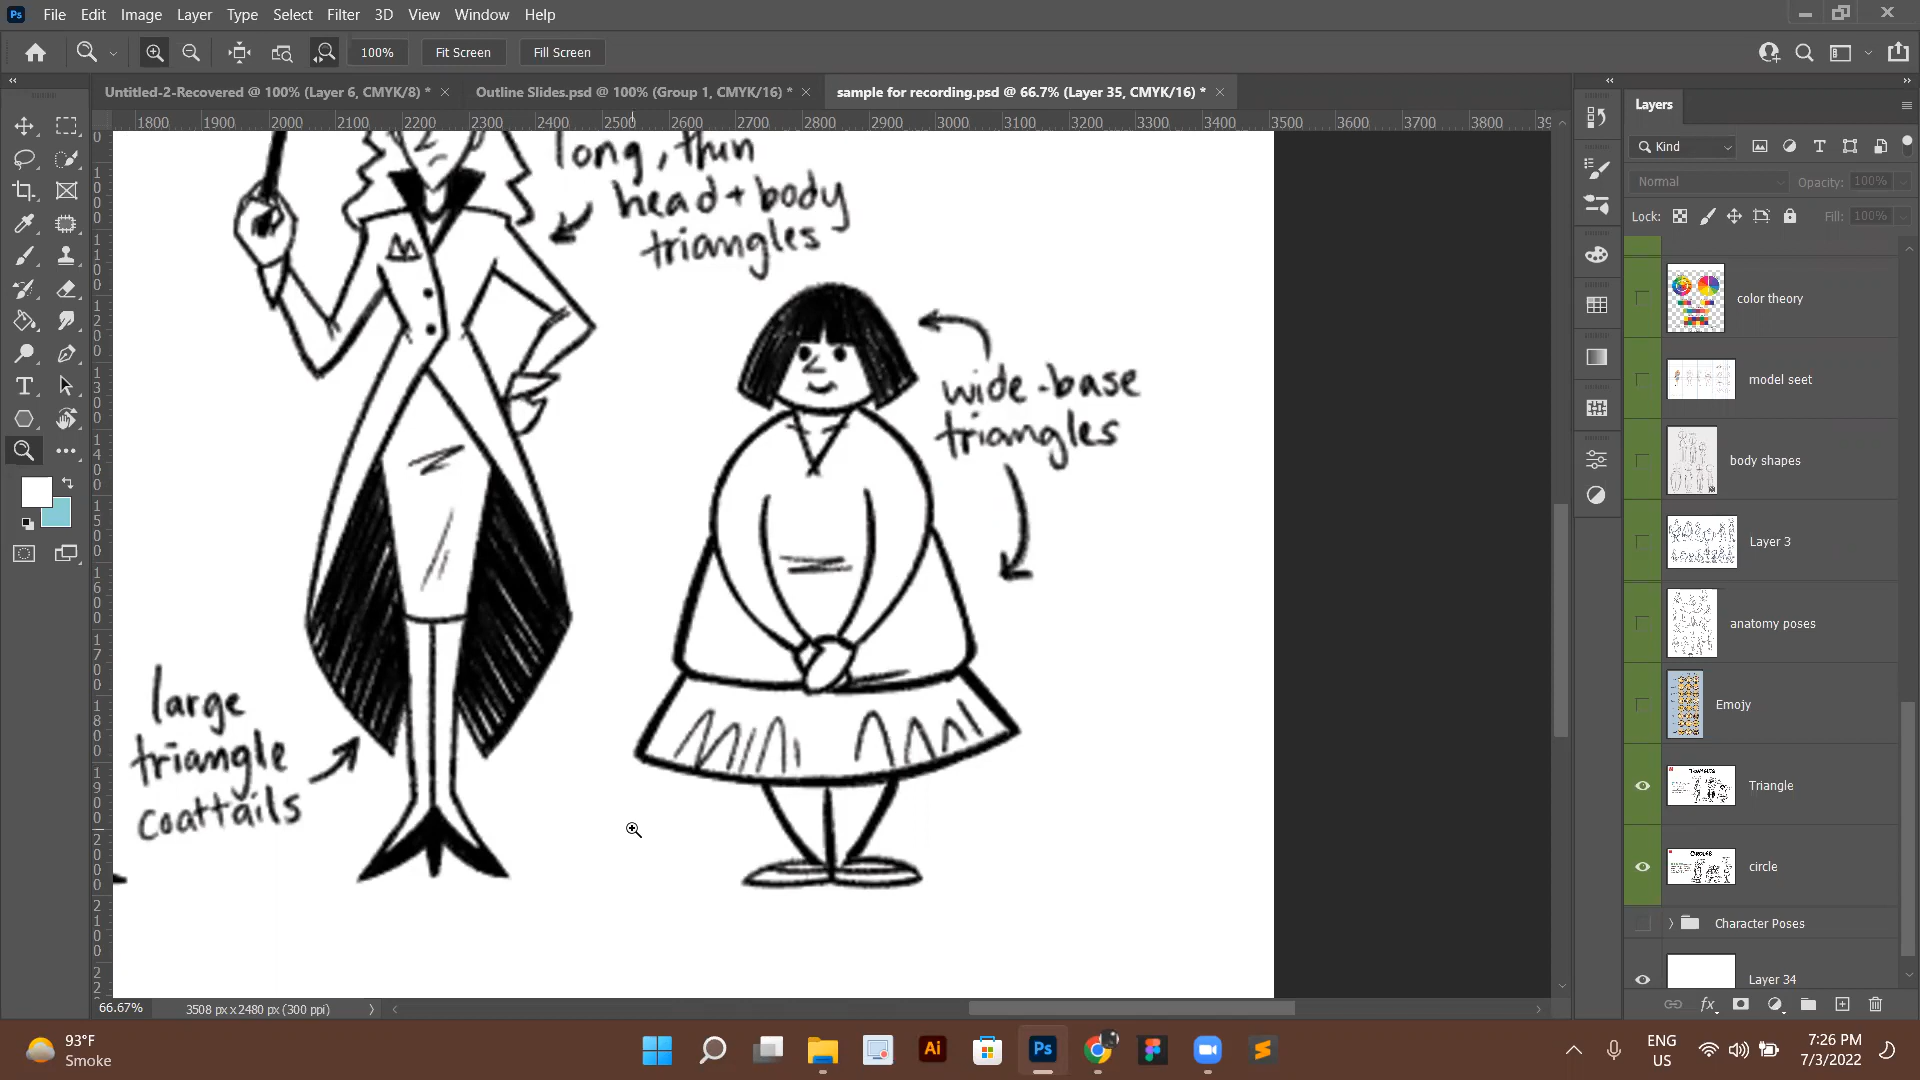 Ps File Edit Image Layer Type Select Filter 3D View Window Help
100% Fit Screen Fill Screen
Untitled-2-Recovered @ 100% (Layer 6, CMYK/8) * Outline Slides.psd @ 100% (Group 1, CMYK/16) * sample for recording.psd @ 66.7% (Layer 35, CMYK/16) *
1800 1900 2000 2100 2200 2300 2400 2500 2600 2700 2800 2900 3000 3100 3200 3300 3400 3500 3600 3700 3800
long, thin
head + body
triangles
wide-base
triangles
large
triangle
coattails
Layers
Kind
Normal Opacity: 100%
Lock: Fill: 100%
color theory
model seet
body shapes
Layer 3
anatomy poses
Emojy
Triangle
circle
Character Poses
Layer 34
fx
66.67% 3508 px x 2480 px (300 ppi)
93°F
Smoke
Ai Ps
ENG
US
7:26 PM
7/3/2022